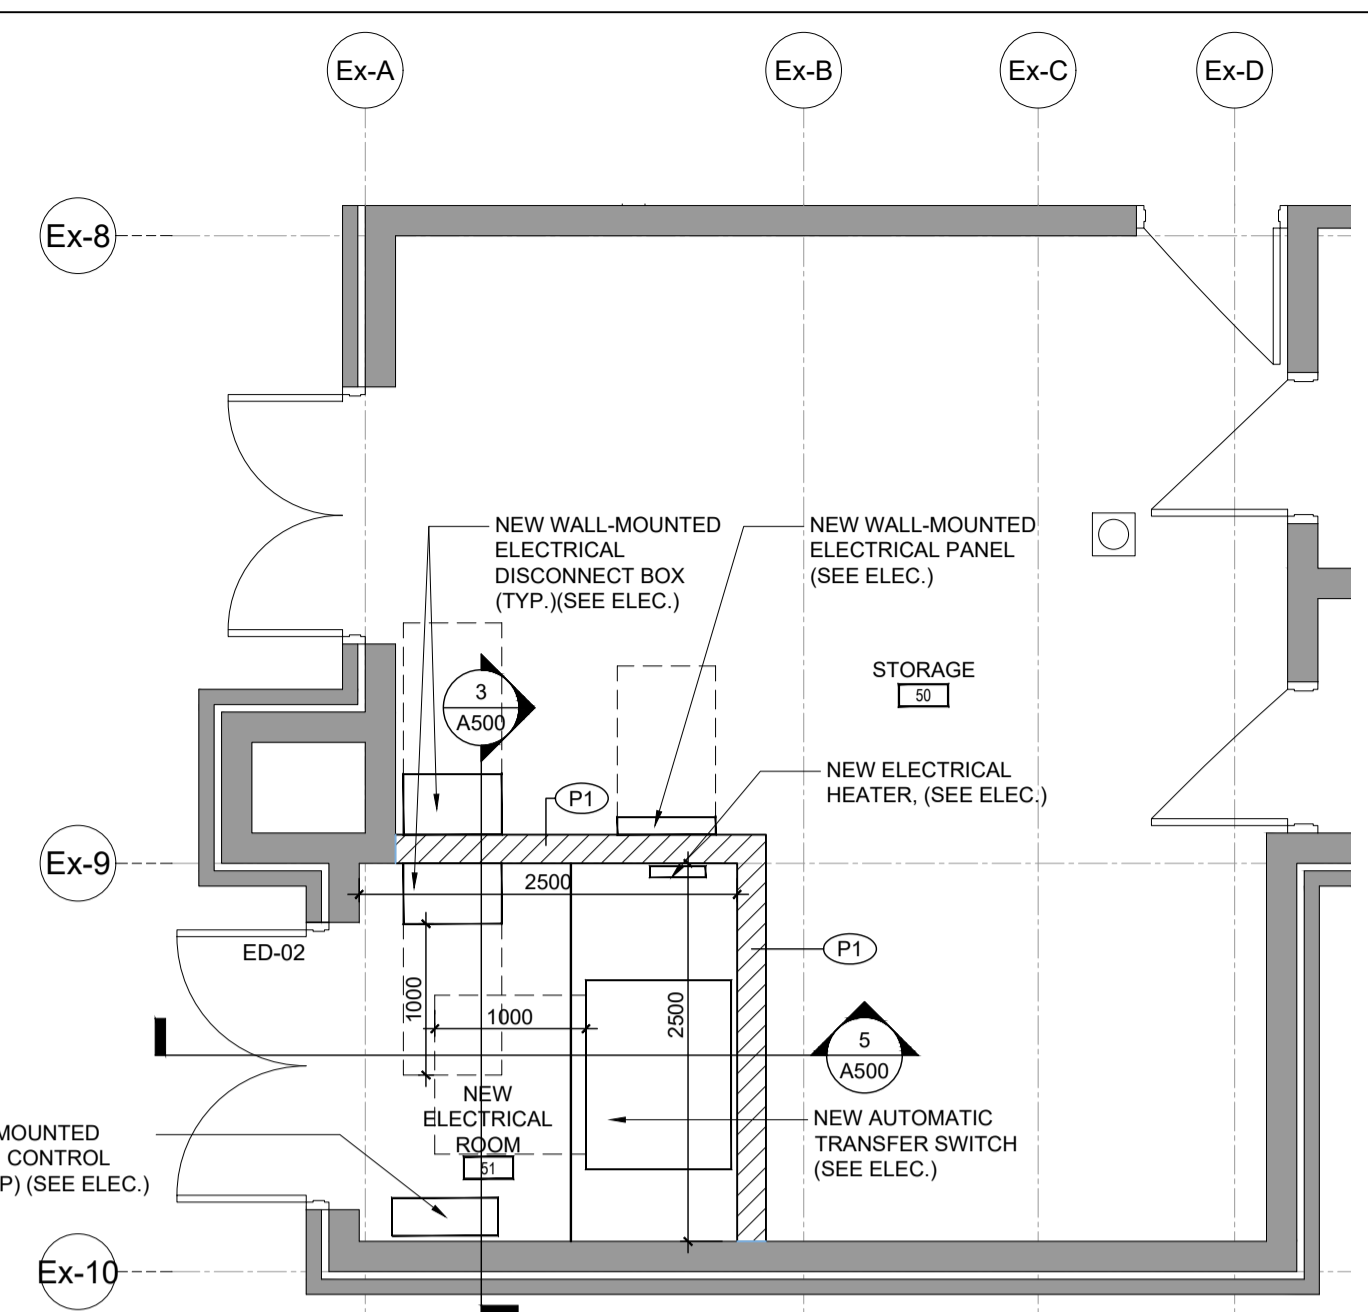 Ex-A
Ex-B
Ex-C
Ex-D
Ex-8
NEW WALL-MOUNTED
ELECTRICAL
DISCONNECT BOX
(TYP.)(SEE ELEC.)
NEW WALL-MOUNTED
ELECTRICAL PANEL
(SEE ELEC.)
STORAGE
50
3
A500
NEW ELECTRICAL
HEATER, (SEE ELEC.)
P1
Ex-9
2500
ED-02
P1
1000
1000
2500
5
A500
NEW
ELECTRICAL
ROOM
51
MOUNTED
CONTROL
P) (SEE ELEC.)
NEW AUTOMATIC
TRANSFER SWITCH
(SEE ELEC.)
Ex-10